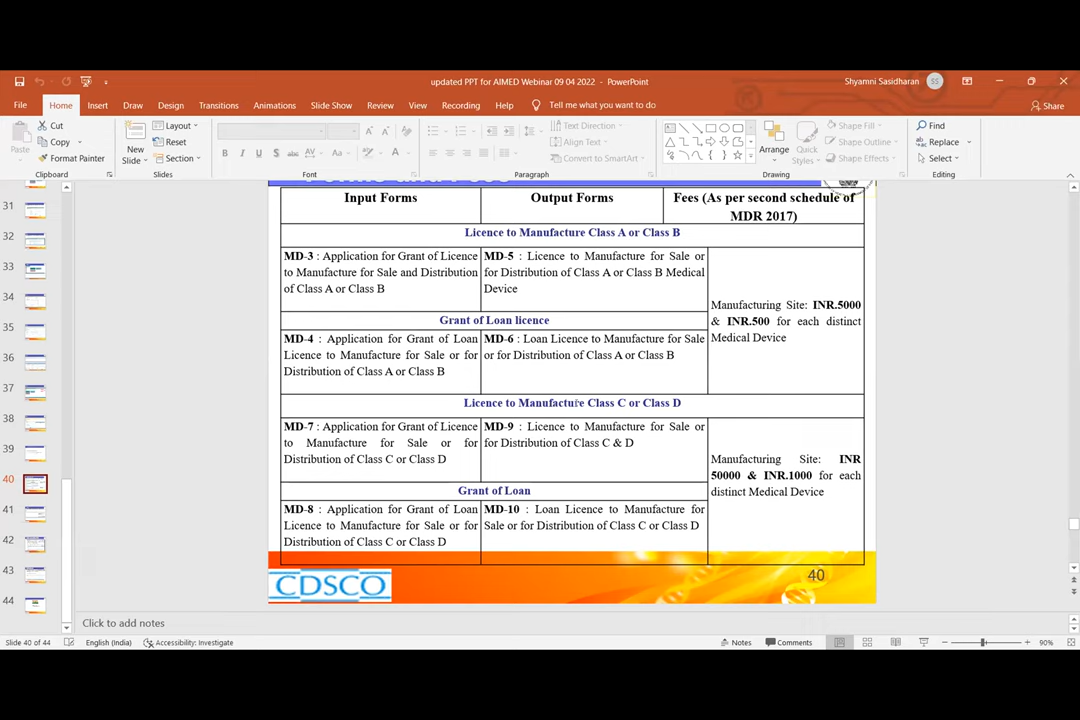 updated PPT for AIMED Webinar 09 04 2022 - PowerPoint
Shyamni Sasidharan
SS
File Home Insert Draw Design Transitions Animations Slide Show Review View Recording Help Tell me what you want to do
Share
Paste
Cut
Copy
Format Painter
Clipboard
New
Slide
Layout
Reset
Section
Slides
B I U S ab AV Aa A
Font
Text Direction
Align Text
Convert to SmartArt
Paragraph
Arrange
Quick
Styles
Shape Fill
Shape Outline
Shape Effects
Drawing
Find
Replace
Select
Editing
31
32
33
34
35
36
37
38
39
40
41
42
43
44
Input Forms
Output Forms
Fees (As per second schedule of
MDR 2017)
Licence to Manufacture Class A or Class B
MD-3 : Application for Grant of Licence
to Manufacture for Sale and Distribution
of Class A or Class B
MD-5 : Licence to Manufacture for Sale or
for Distribution of Class A or Class B Medical
Device
Manufacturing Site: INR.5000
& INR.500 for each distinct
Medical Device
Grant of Loan licence
MD-4 : Application for Grant of Loan
Licence to Manufacture for Sale or for
Distribution of Class A or Class B
MD-6 : Loan Licence to Manufacture for Sale
or for Distribution of Class A or Class B
Licence to Manufacture Class C or Class D
MD-7 : Application for Grant of Licence
to Manufacture for Sale or for
Distribution of Class C or Class D
MD-9 : Licence to Manufacture for Sale or
for Distribution of Class C & D
Manufacturing Site: INR
50000 & INR.1000 for each
distinct Medical Device
Grant of Loan
MD-8 : Application for Grant of Loan
Licence to Manufacture for Sale or for
Distribution of Class C or Class D
MD-10 : Loan Licence to Manufacture for
Sale or for Distribution of Class C or Class D
CDSCO
40
Click to add notes
Slide 40 of 44
English (India)
Accessibility: Investigate
Notes
Comments
90%